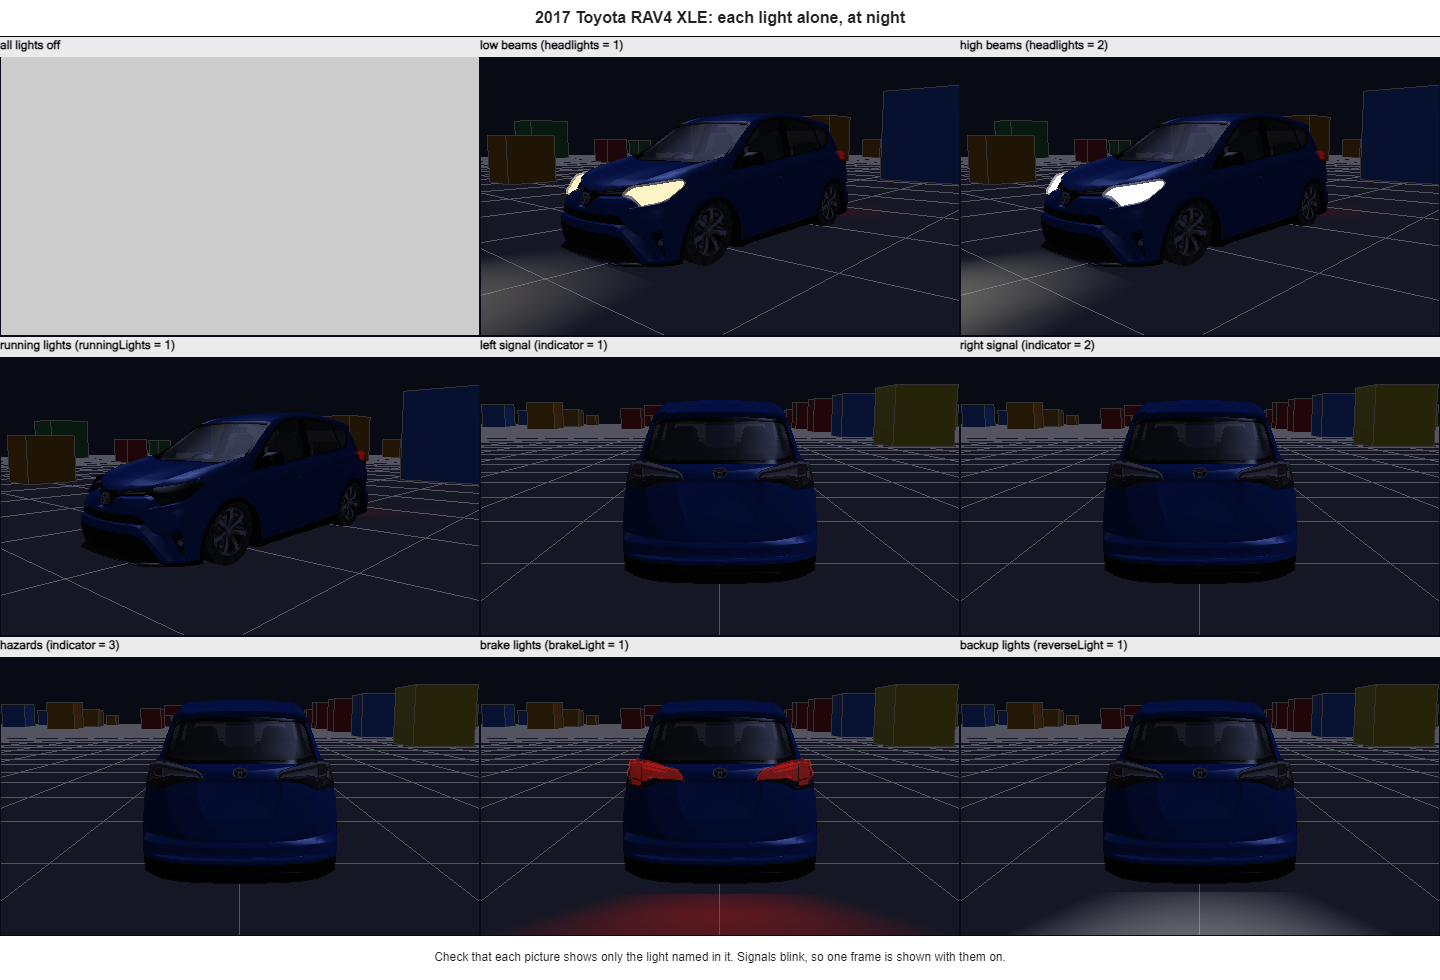 2017 Toyota RAV4 XLE: each light alone, at night
all lights off
low beams (headlights = 1)
high beams (headlights = 2)
running lights (runningLights = 1)
left signal (indicator = 1)
right signal (indicator = 2)
hazards (indicator = 3)
brake lights (brakeLight = 1)
backup lights (reverseLight = 1)
Check that each picture shows only the light named in it. Signals blink, so one frame is shown with them on.